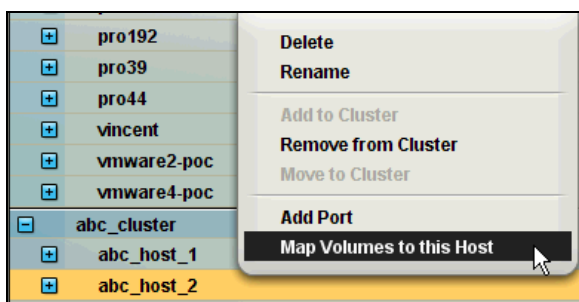 pro192
pro39
pro44
vincent
vmware2-poc
vmware4-poc
abc_cluster
abc_host_1
abc_host_2
Delete
Rename
Add to Cluster
Remove from Cluster
Move to Cluster
Add Port
Map Volumes to this Host